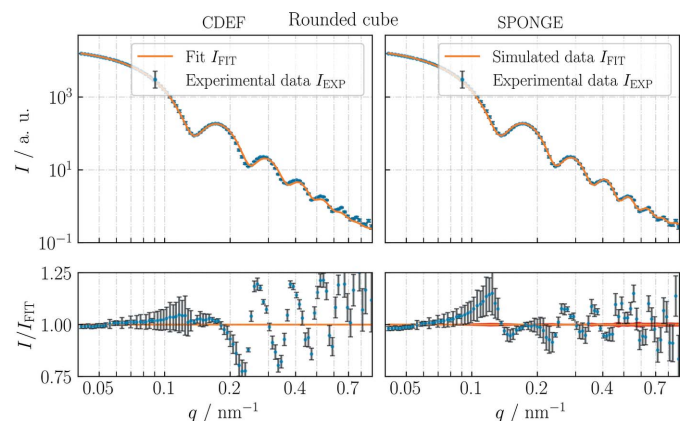 Rounded cube
CDEF
SPONGE
Fit I_FIT
Experimental data I_EXP
Simulated data I_FIT
Experimental data I_EXP
I / a. u.
10^3
10^1
10^-1
I/I_FIT
1.25
1.00
0.75
0.05 0.1 0.2 0.4 0.7
0.05 0.1 0.2 0.4 0.7
q / nm^-1
q / nm^-1